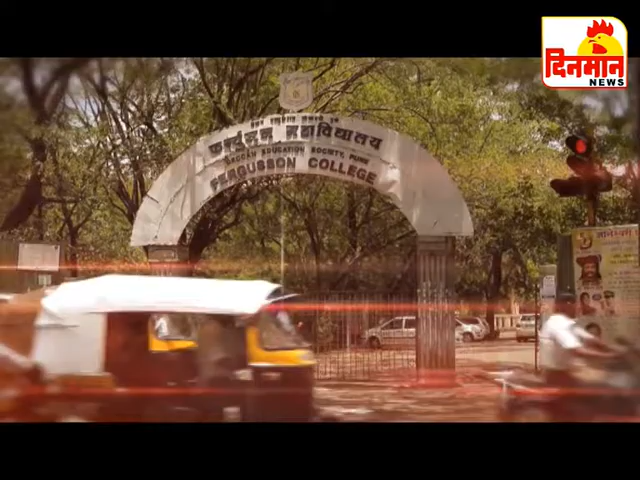 दिनमान
NEWS
फर्ग्युसन महाविद्यालय
DECCAN EDUCATION SOCIETY, PUNE
FERGUSSON COLLEGE